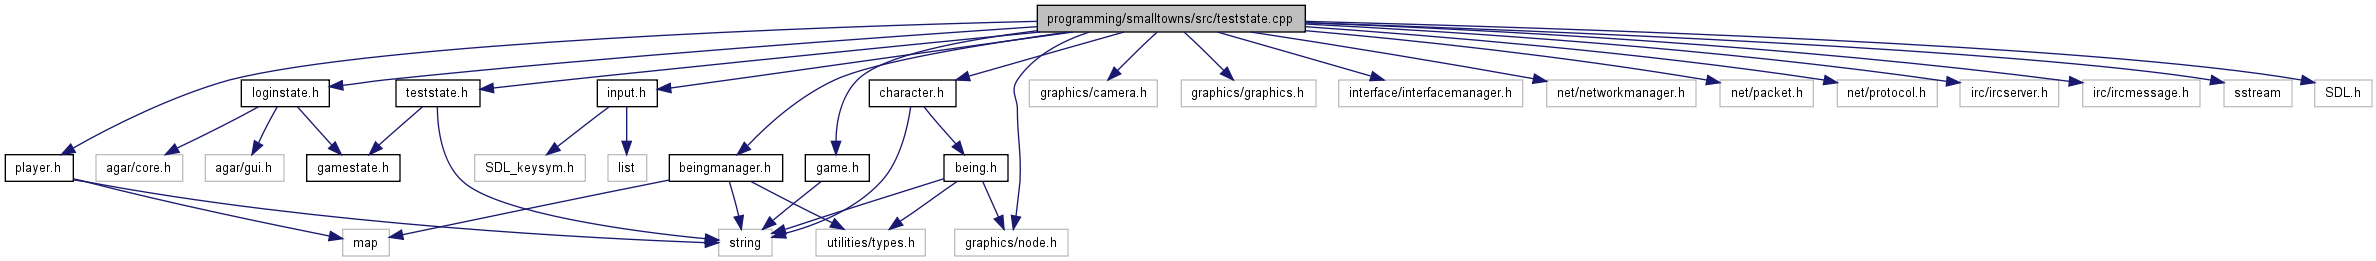 programming/smalltowns/src/teststate.cpp
loginstate.h
teststate.h
input.h
character.h
graphics/camera.h
graphics/graphics.h
interface/interfacemanager.h
net/networkmanager.h
net/packet.h
net/protocol.h
irc/ircserver.h
irc/ircmessage.h
sstream
SDL.h
player.h
agar/core.h
agar/gui.h
gamestate.h
SDL_keysym.h
list
beingmanager.h
game.h
being.h
map
string
utilities/types.h
graphics/node.h